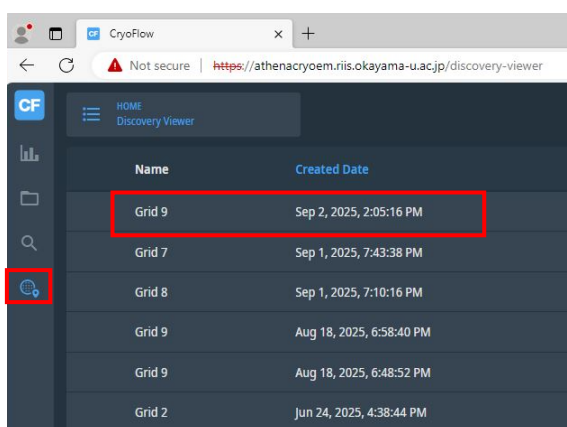 CF CryoFlow
Not secure | https://athenacryoem.riis.okayama-u.ac.jp/discovery-viewer
CF
HOME
Discovery Viewer
Name Created Date
Grid 9 Sep 2, 2025, 2:05:16 PM
Grid 7 Sep 1, 2025, 7:43:38 PM
Grid 8 Sep 1, 2025, 7:10:16 PM
Grid 9 Aug 18, 2025, 6:58:40 PM
Grid 9 Aug 18, 2025, 6:48:52 PM
Grid 2 Jun 24, 2025, 4:38:44 PM